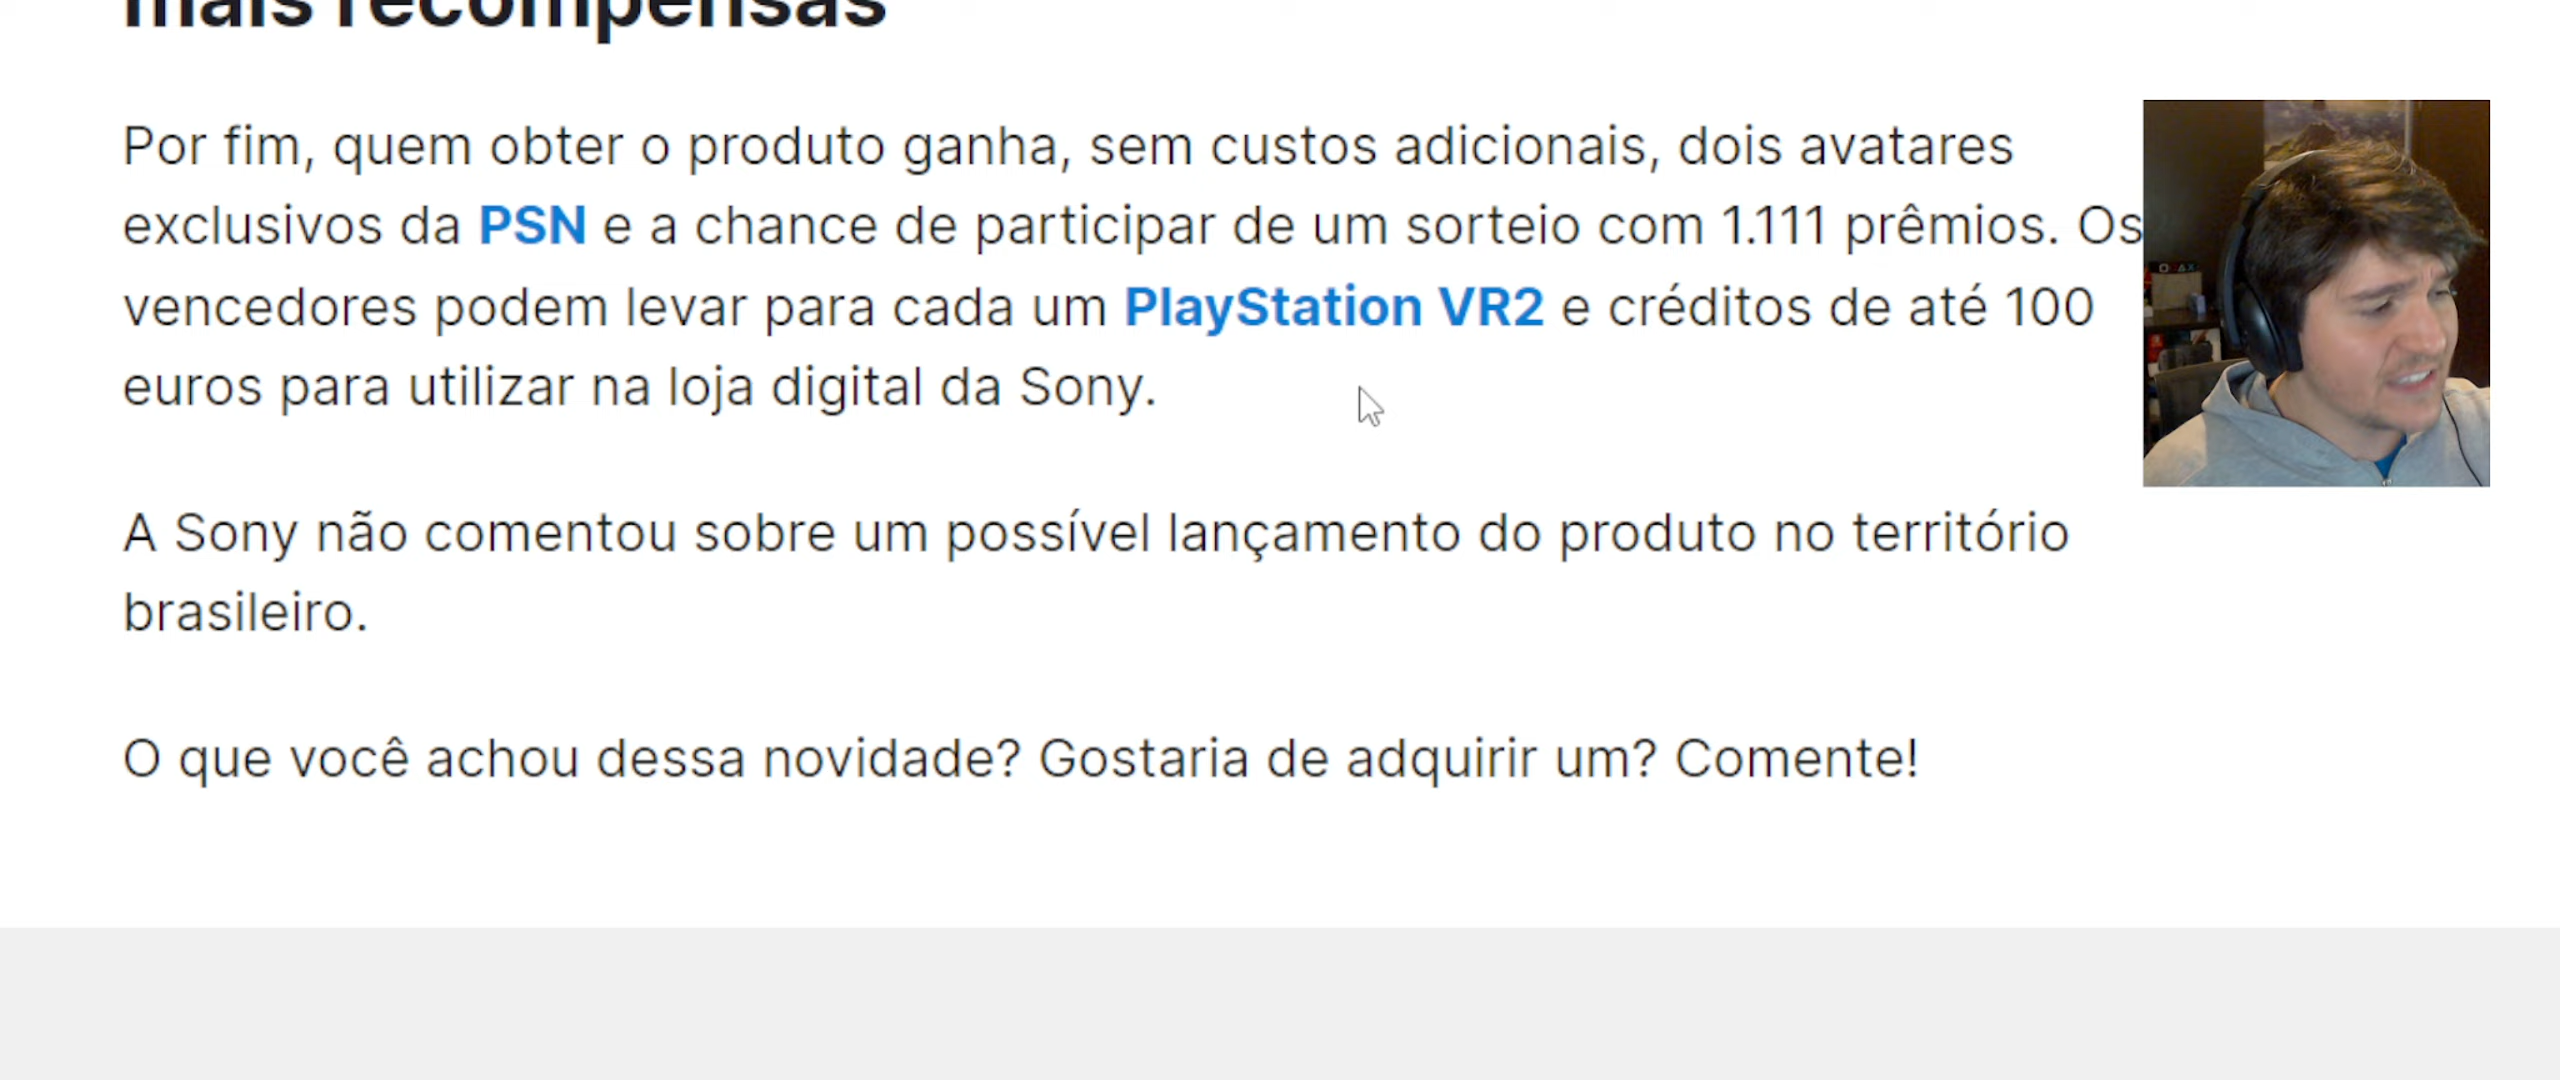 mais recompensas
Por fim, quem obter o produto ganha, sem custos adicionais, dois avatares
exclusivos da PSN e a chance de participar de um sorteio com 1.111 prêmios. Os
vencedores podem levar para cada um PlayStation VR2 e créditos de até 100
euros para utilizar na loja digital da Sony.
A Sony não comentou sobre um possível lançamento do produto no território
brasileiro.
O que você achou dessa novidade? Gostaria de adquirir um? Comente!